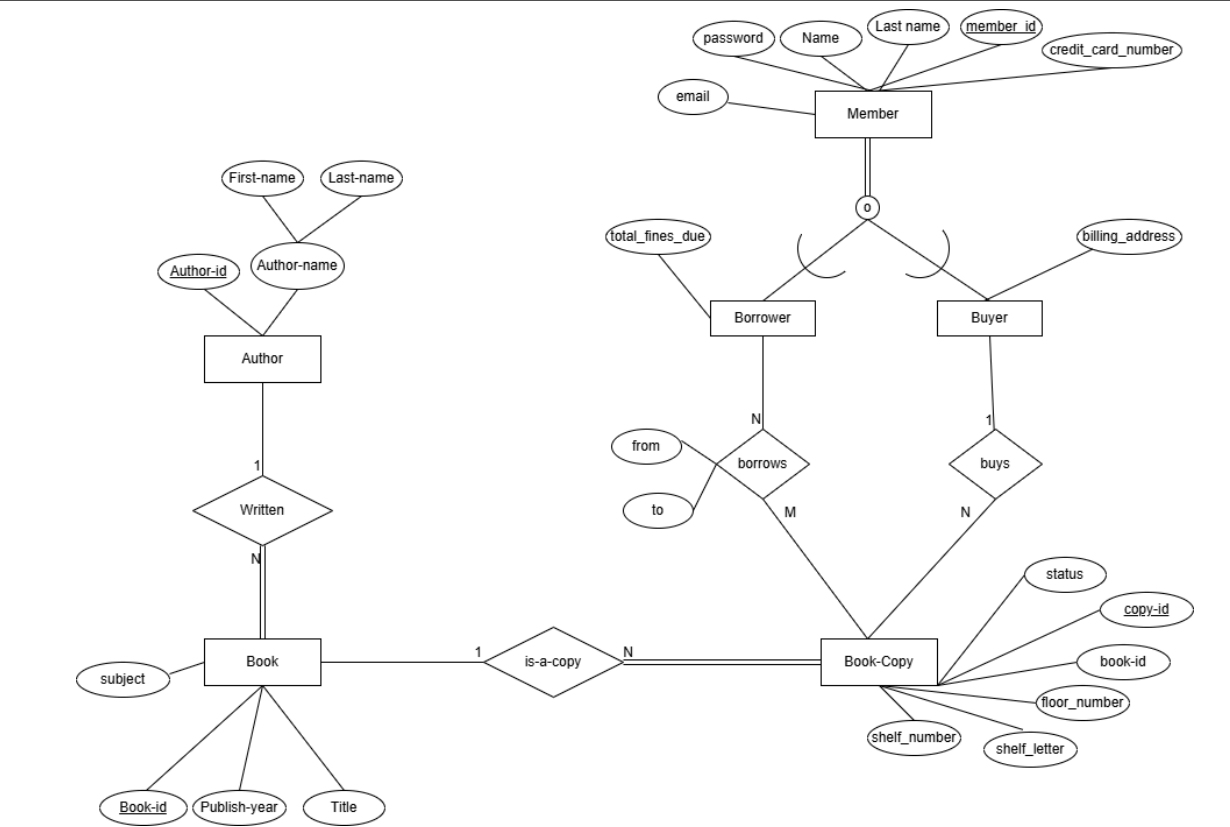 password
Name
Last name
member_id
credit_card_number
email
Member
First-name
Last-name
o
total_fines_due
billing_address
Author-id
Author-name
Borrower
Buyer
Author
N
1
from
borrows
buys
1
to
M
N
Written
N
status
copy-id
subject
Book
1
is-a-copy
N
Book-Copy
book-id
floor_number
shelf_number
shelf_letter
Book-id
Publish-year
Title